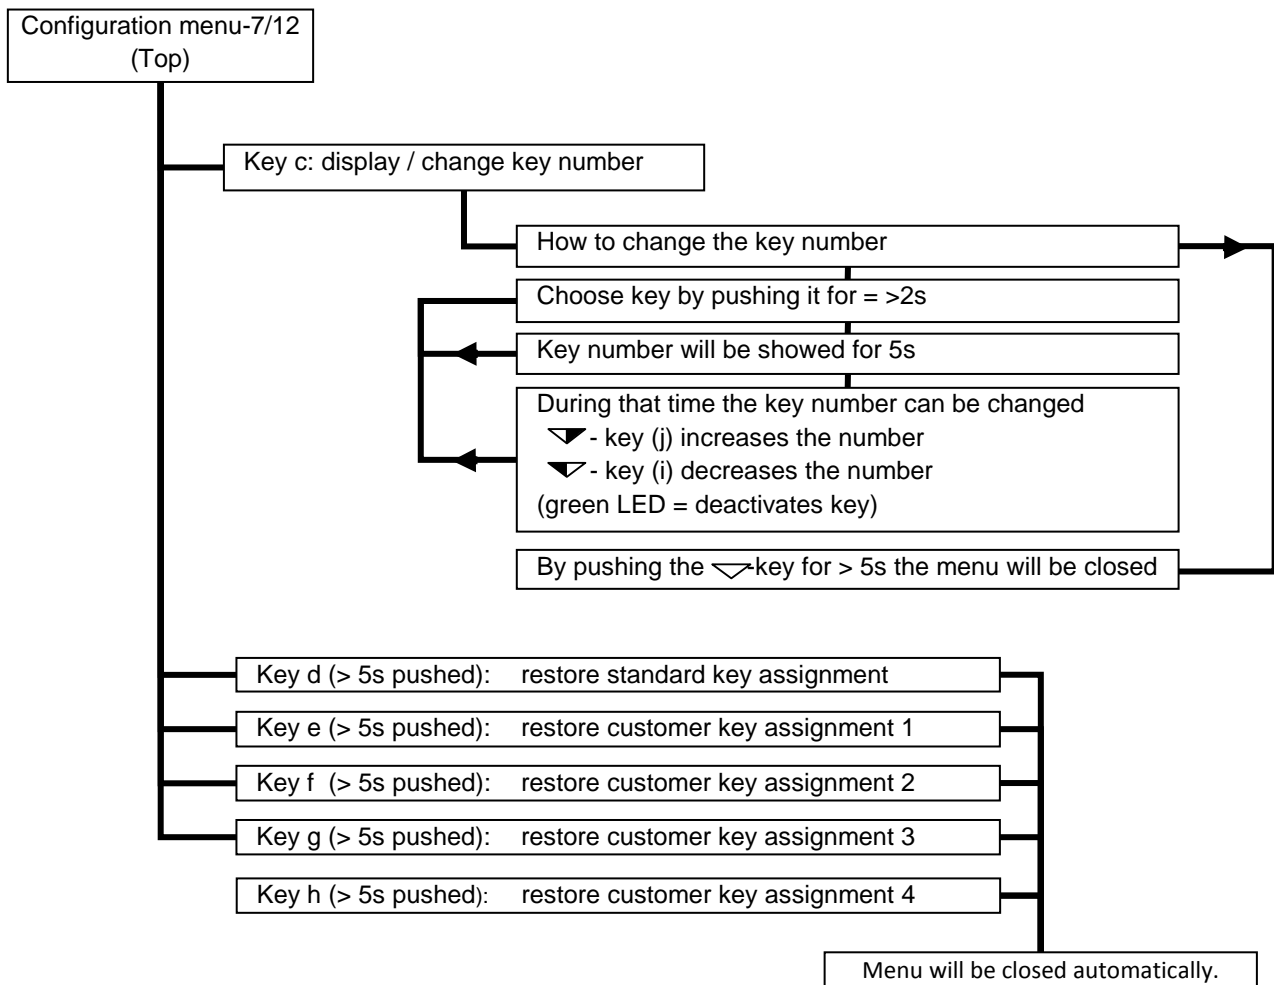 Configuration menu-7/12
(Top)
Key c: display / change key number
How to change the key number
Choose key by pushing it for = >2s
Key number will be showed for 5s
During that time the key number can be changed
- key (j) increases the number
- key (i) decreases the number
(green LED = deactivates key)
By pushing the -key for > 5s the menu will be closed
Key d (> 5s pushed): restore standard key assignment
Key e (> 5s pushed): restore customer key assignment 1
Key f (> 5s pushed): restore customer key assignment 2
Key g (> 5s pushed): restore customer key assignment 3
Key h (> 5s pushed): restore customer key assignment 4
Menu will be closed automatically.